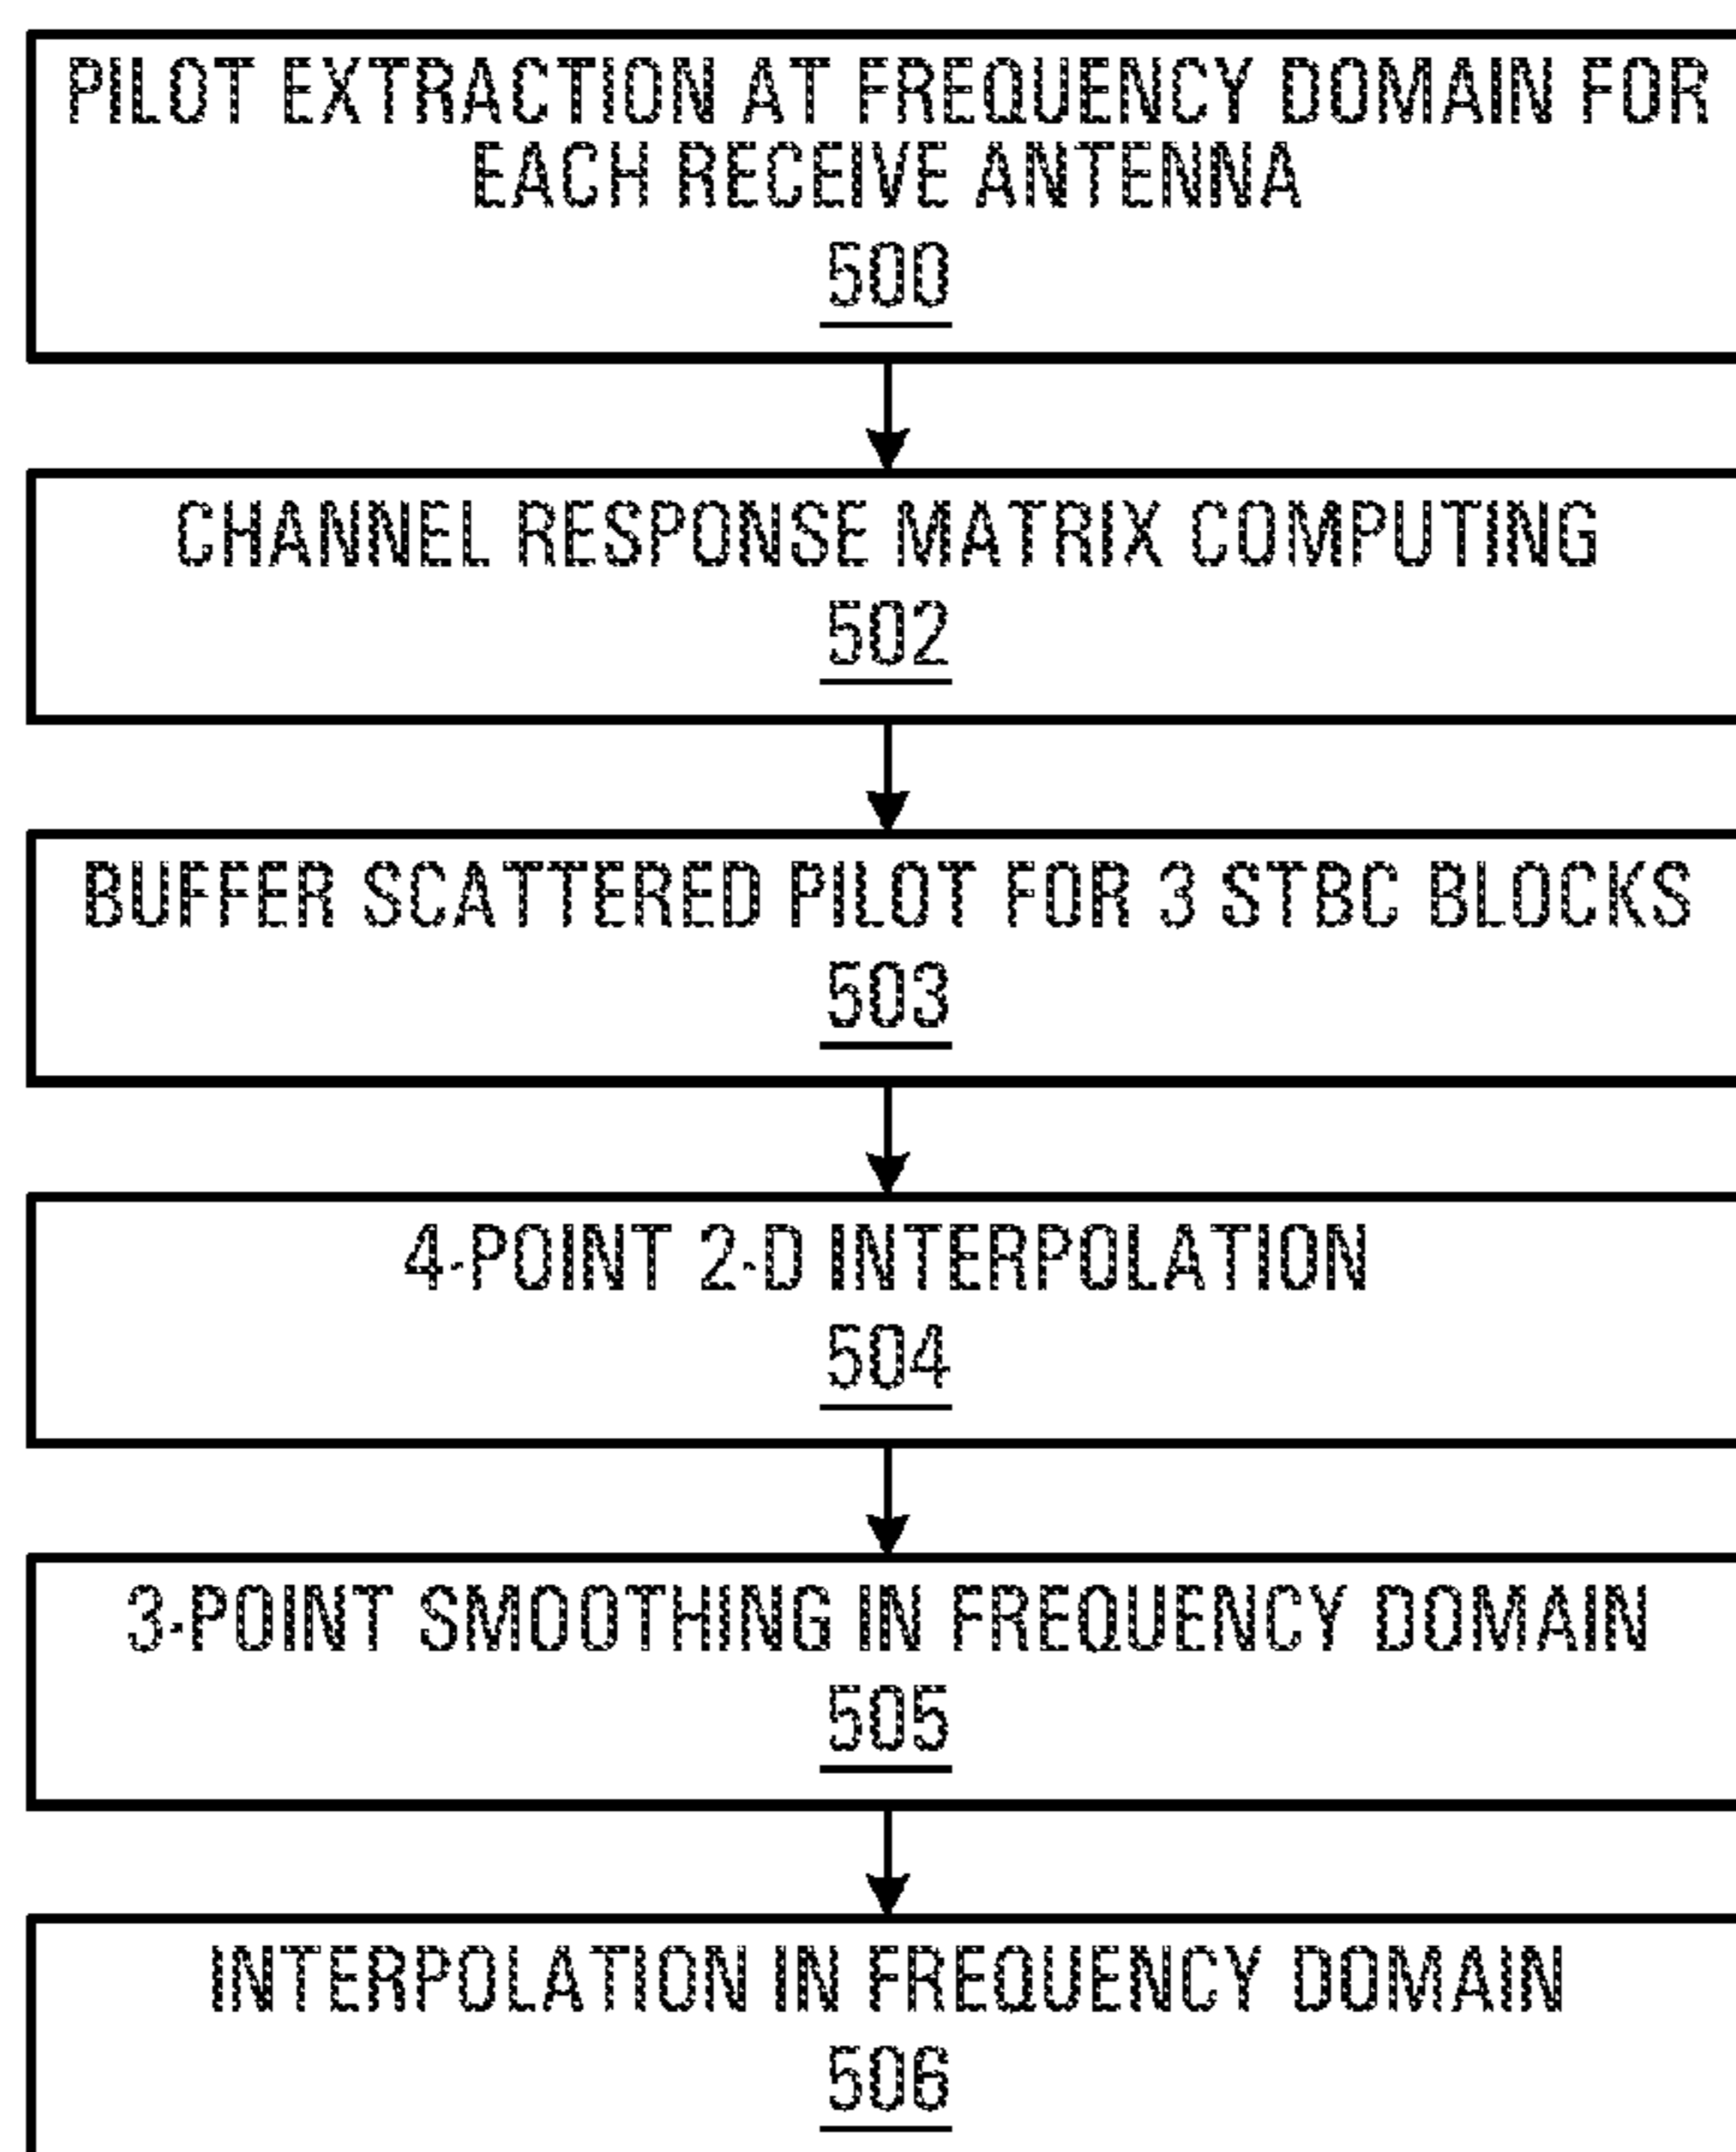 PILOT EXTRACTION AT FREQUENCY DOMAIN FOR
EACH RECEIVE ANTENNA
500
CHANNEL RESPONSE MATRIX COMPUTING
502
BUFFER SCATTERED PILOT FOR 3 STBC BLOCKS
503
4-POINT 2-D INTERPOLATION
504
3-POINT SMOOTHING IN FREQUENCY DOMAIN
505
INTERPOLATION IN FREQUENCY DOMAIN
506